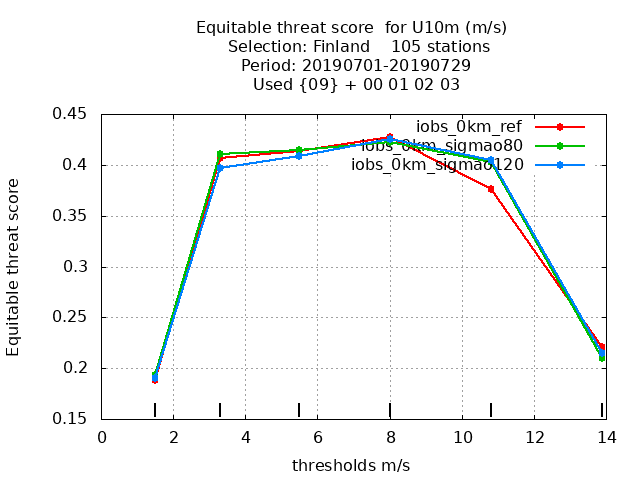 Equitable threat score  for U10m (m/s)
Selection: Finland    105 stations
Period: 20190701-20190729
Used {09} + 00 01 02 03
iobs_0km_ref
iobs_0km_sigmao80
iobs_0km_sigmao120
Equitable threat score
0.45
0.4
0.35
0.3
0.25
0.2
0.15
0 2 4 6 8 10 12 14
thresholds m/s